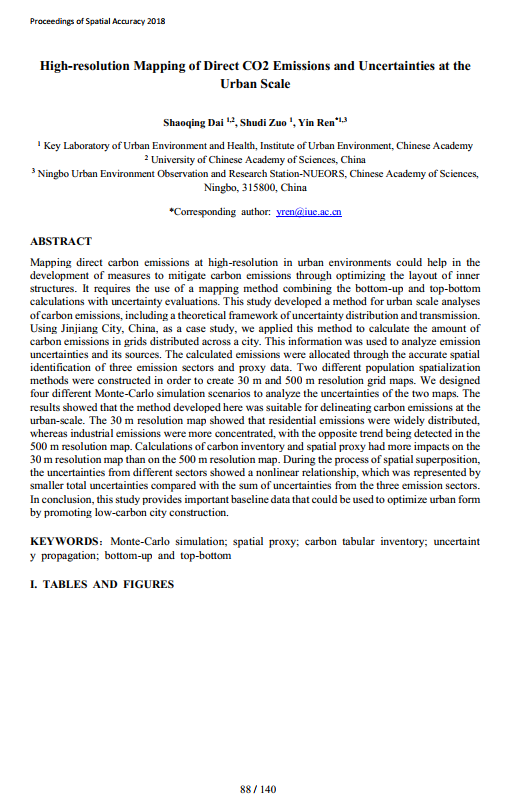 Proceedings of Spatial Accuracy 2018
High-resolution Mapping of Direct CO2 Emissions and Uncertainties at the
Urban Scale
Shaoqing Dai 1,2, Shudi Zuo 1, Yin Ren*1,3
1 Key Laboratory of Urban Environment and Health, Institute of Urban Environment, Chinese Academy
2 University of Chinese Academy of Sciences, China
3 Ningbo Urban Environment Observation and Research Station-NUEORS, Chinese Academy of Sciences,
Ningbo, 315800, China
*Corresponding author: yren@iue.ac.cn
ABSTRACT
Mapping direct carbon emissions at high-resolution in urban environments could help in the
development of measures to mitigate carbon emissions through optimizing the layout of inner
structures. It requires the use of a mapping method combining the bottom-up and top-bottom
calculations with uncertainty evaluations. This study developed a method for urban scale analyses
of carbon emissions, including a theoretical framework of uncertainty distribution and transmission.
Using Jinjiang City, China, as a case study, we applied this method to calculate the amount of
carbon emissions in grids distributed across a city. This information was used to analyze emission
uncertainties and its sources. The calculated emissions were allocated through the accurate spatial
identification of three emission sectors and proxy data. Two different population spatialization
methods were constructed in order to create 30 m and 500 m resolution grid maps. We designed
four different Monte-Carlo simulation scenarios to analyze the uncertainties of the two maps. The
results showed that the method developed here was suitable for delineating carbon emissions at the
urban-scale. The 30 m resolution map showed that residential emissions were widely distributed,
whereas industrial emissions were more concentrated, with the opposite trend being detected in the
500 m resolution map. Calculations of carbon inventory and spatial proxy had more impacts on the
30 m resolution map than on the 500 m resolution map. During the process of spatial superposition,
the uncertainties from different sectors showed a nonlinear relationship, which was represented by
smaller total uncertainties compared with the sum of uncertainties from the three emission sectors.
In conclusion, this study provides important baseline data that could be used to optimize urban form
by promoting low-carbon city construction.
KEYWORDS： Monte-Carlo simulation; spatial proxy; carbon tabular inventory; uncertaint
y propagation; bottom-up and top-bottom
I. TABLES AND FIGURES
88 / 140